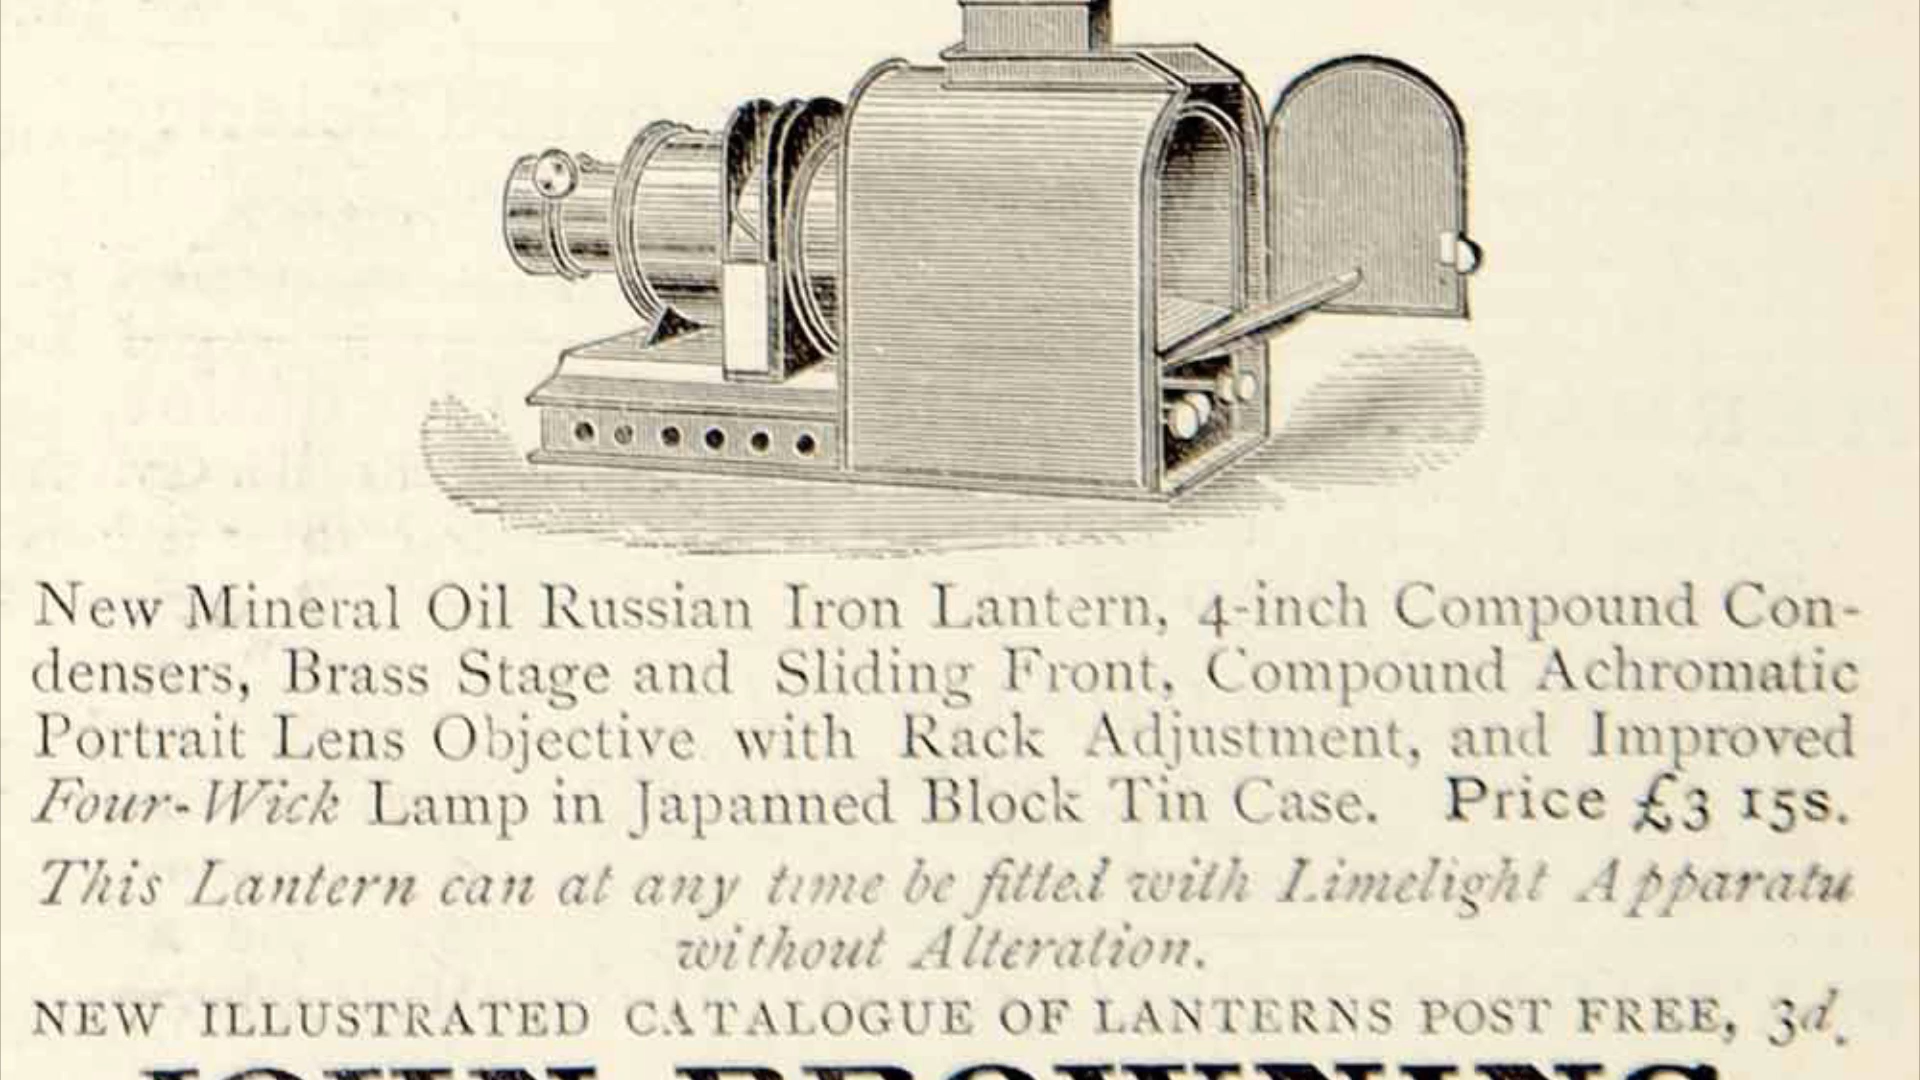 New Mineral Oil Russian Iron Lantern, 4-inch Compound Con-
densers, Brass Stage and Sliding Front, Compound Achromatic
Portrait Lens Objective with Rack Adjustment, and Improved
Four-Wick Lamp in Japanned Block Tin Case. Price £3 15s.
This Lantern can at any time be fitted with Limelight Apparatu
without Alteration.
NEW ILLUSTRATED CATALOGUE OF LANTERNS POST FREE, 3d.
JOHN BROWNING